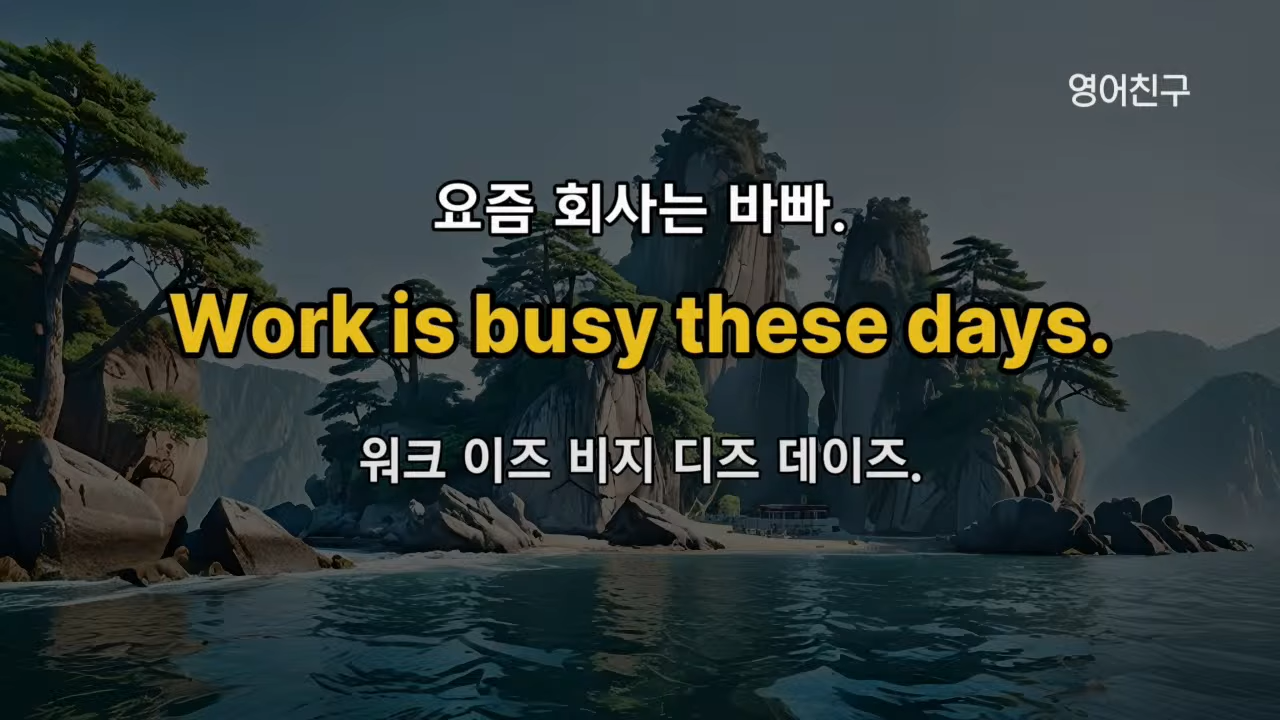 영어친구
요즘 회사는 바빠.
Work is busy these days.
워크 이즈 비지 디즈 데이즈.